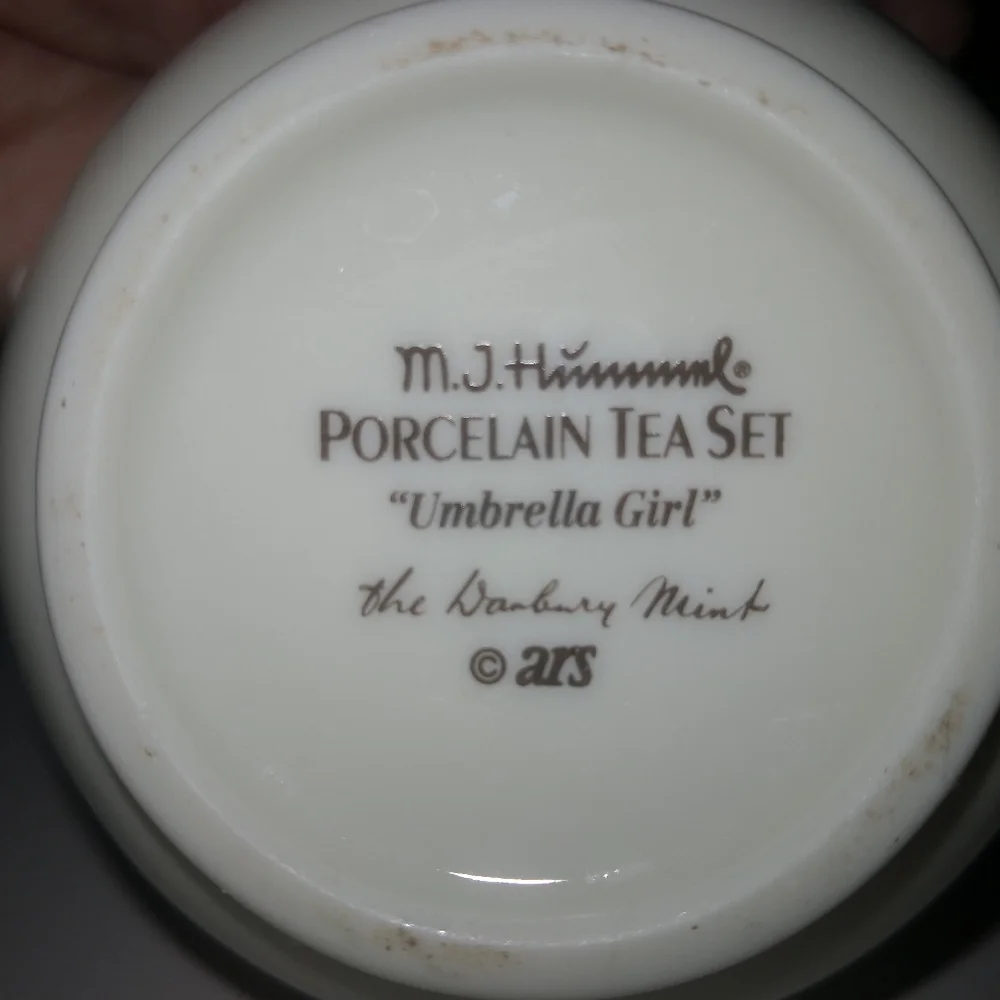 M.J. Hummel®
PORCELAIN TEA SET
“Umbrella Girl”
the Danbury Mint
© ars